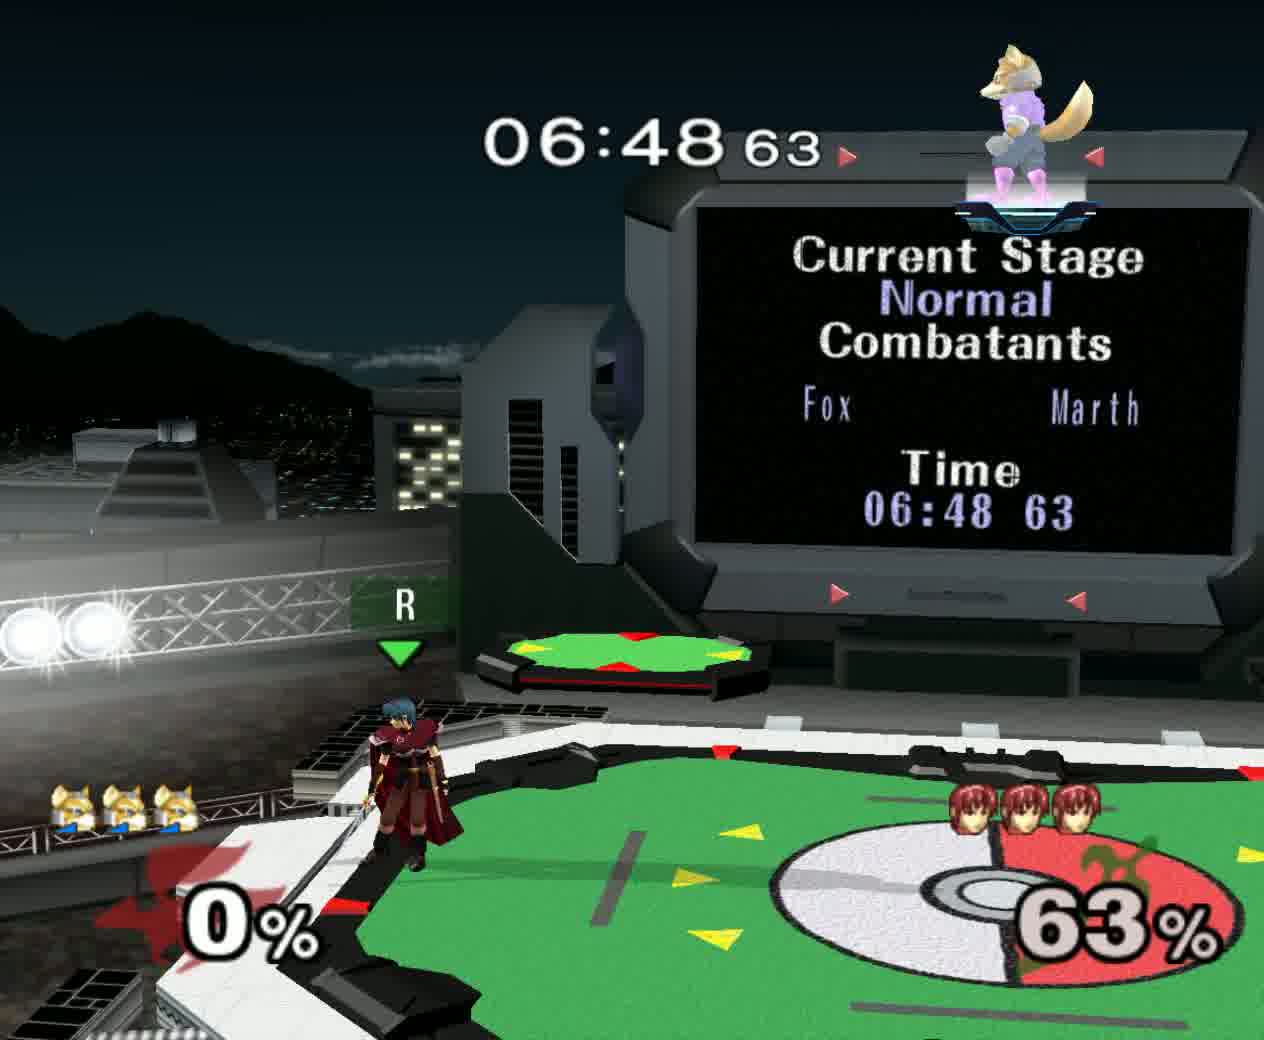 06:48 63
Current Stage
Normal
Combatants
Fox Marth
Time
06:48 63
R
0% 63%